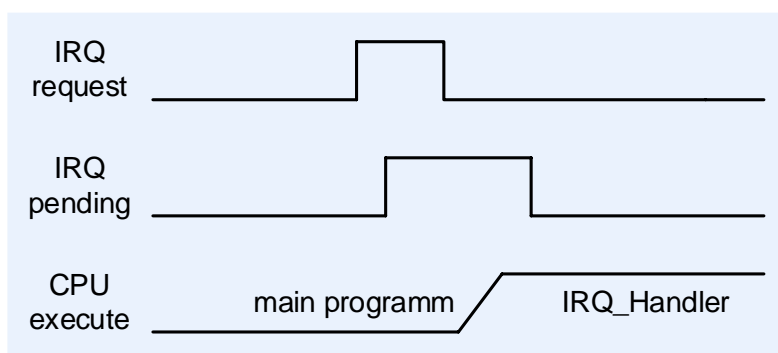 IRQ
request
IRQ
pending
CPU
execute
main programm
IRQ_Handler